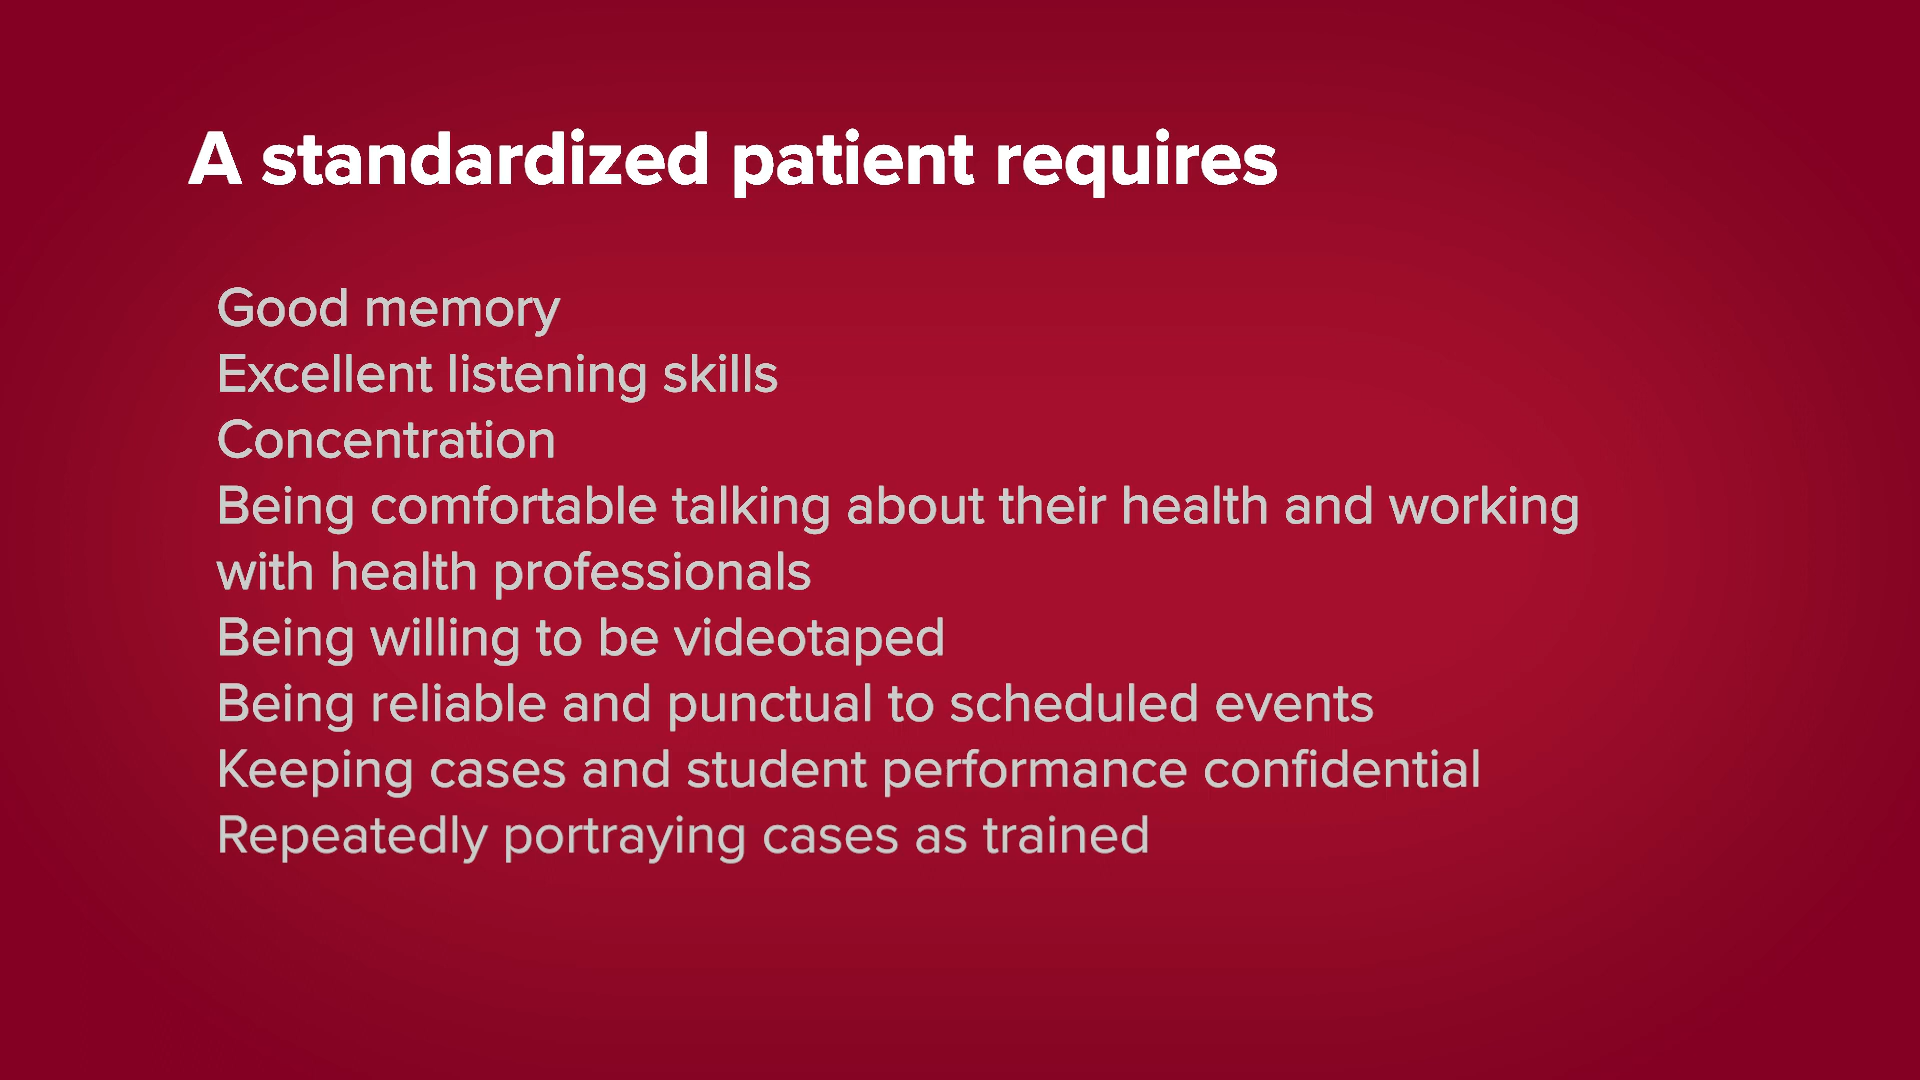 A standardized patient requires
Good memory
Excellent listening skills
Concentration
Being comfortable talking about their health and working
with health professionals
Being willing to be videotaped
Being reliable and punctual to scheduled events
Keeping cases and student performance confidential
Repeatedly portraying cases as trained